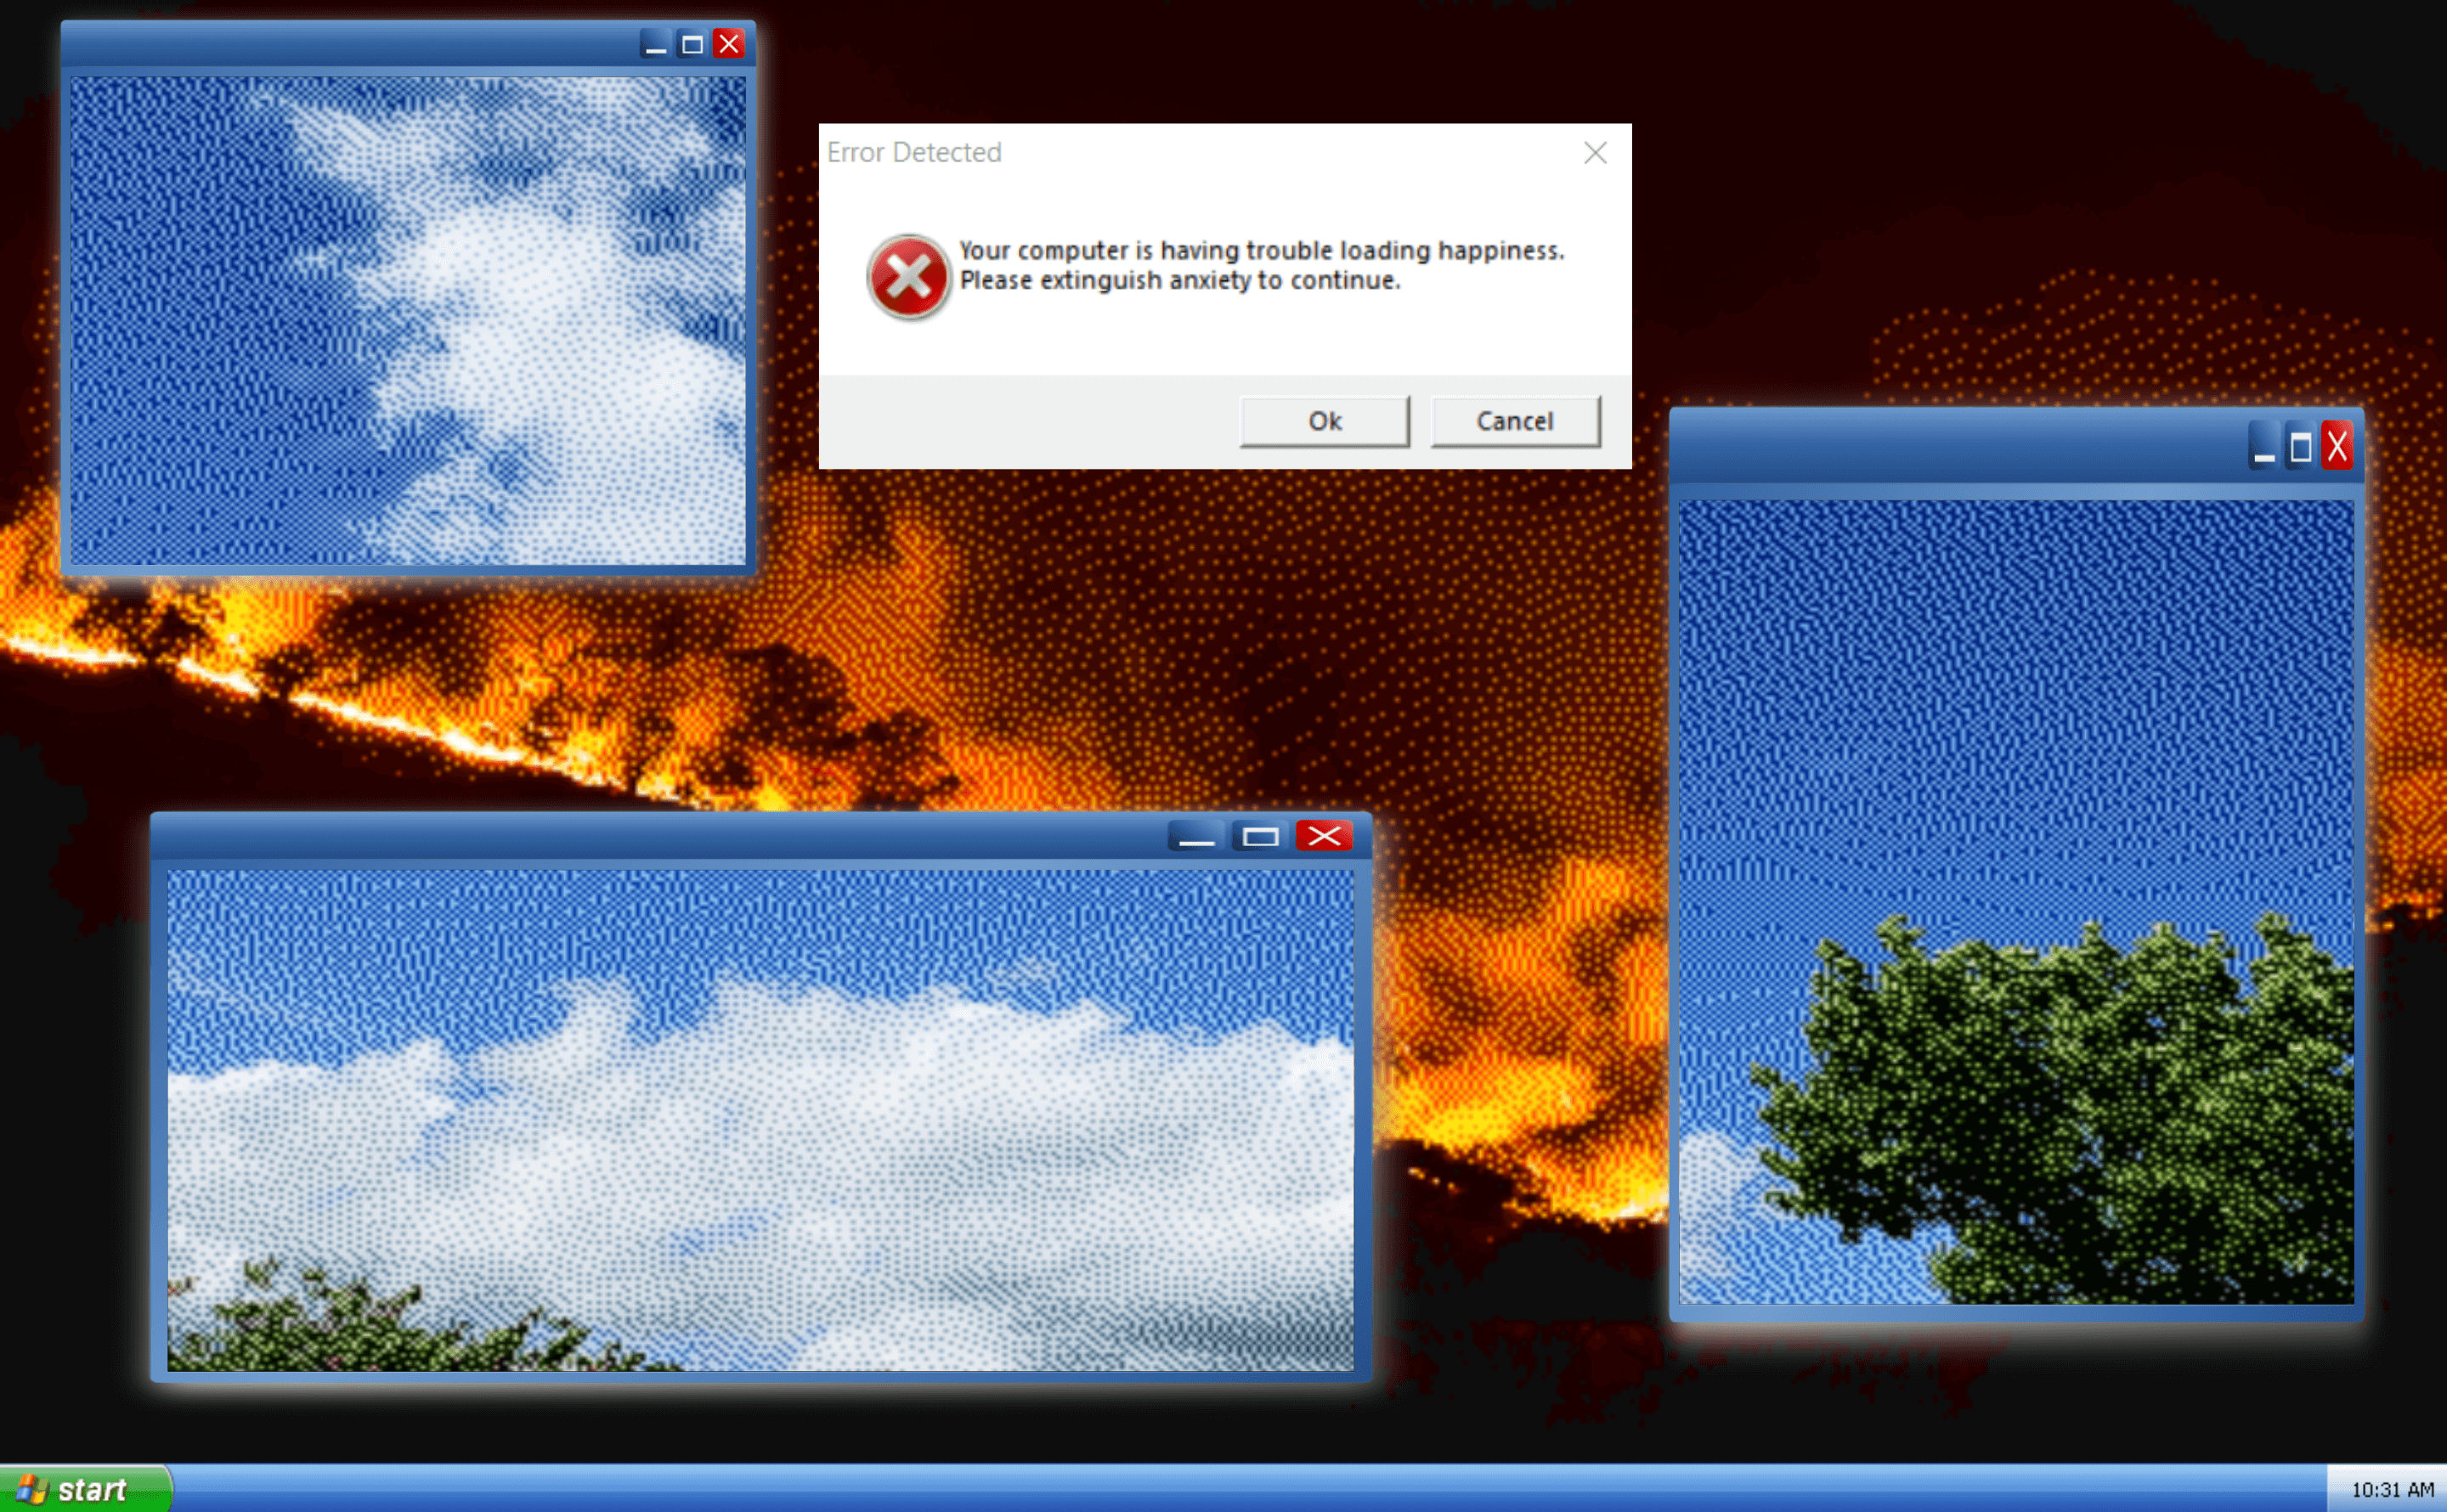 Error Detected
Your computer is having trouble loading happiness.
Please extinguish anxiety to continue.
Ok
Cancel
start
10:31 AM